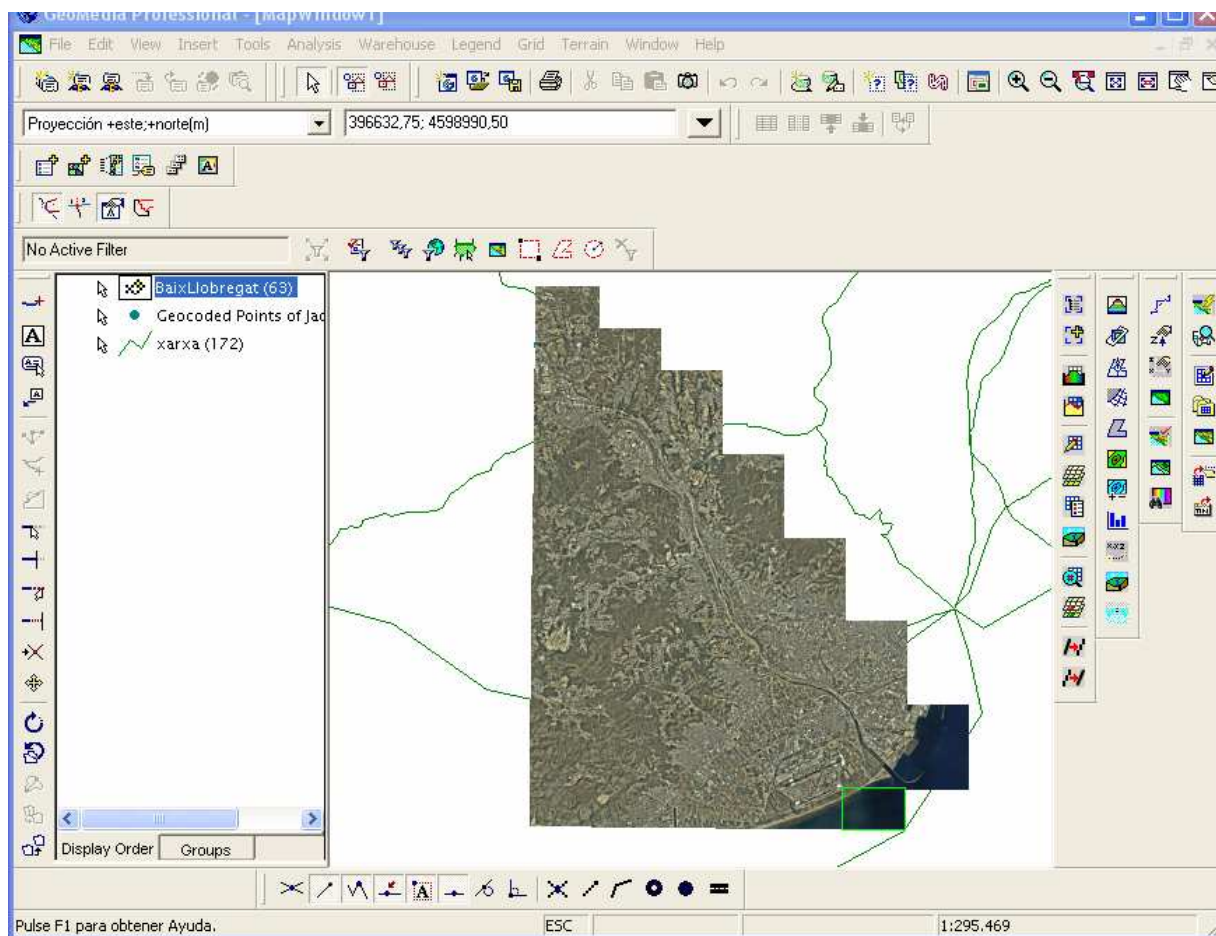 GeoMedia Professional - [MapWindow1]
File Edit View Insert Tools Analysis Warehouse Legend Grid Terrain Window Help
Proyección +este;+norte(m) 396632,75; 4598990,50
No Active Filter
BaixLlobregat (63)
Geocoded Points of Jac
xarxa (172)
Display Order Groups
Pulse F1 para obtener Ayuda. ESC 1:295.469